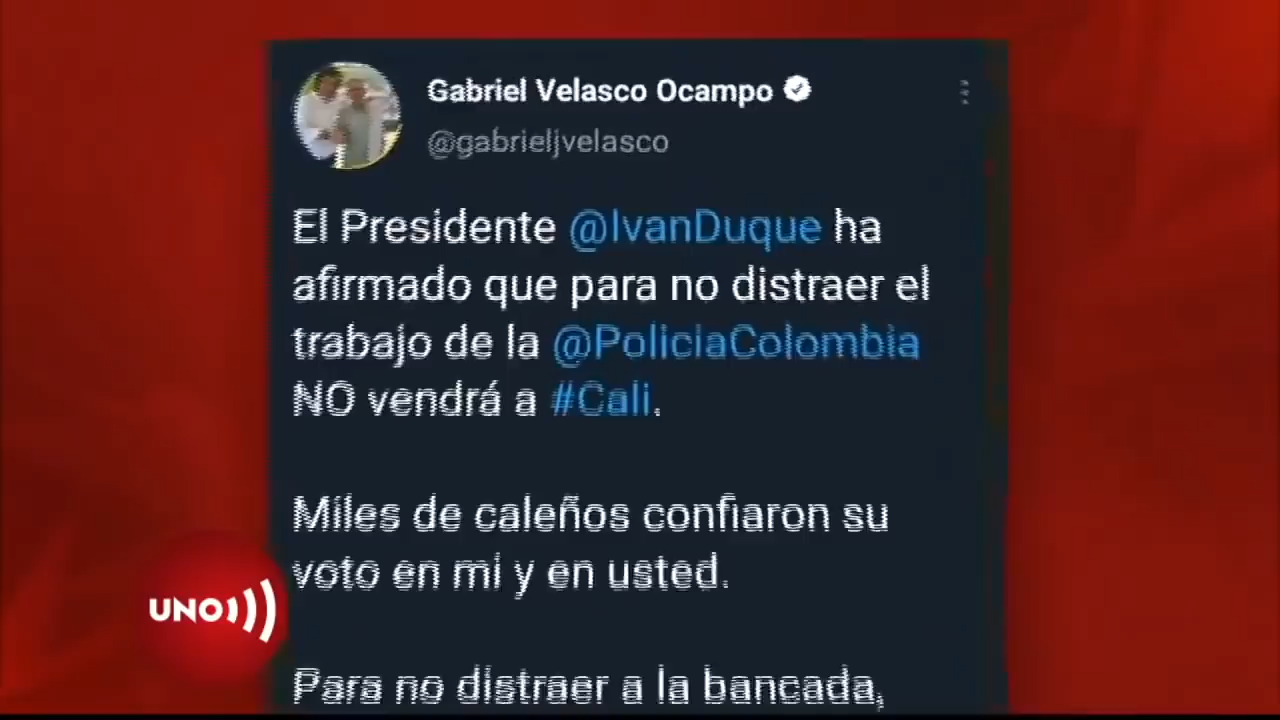 Gabriel Velasco Ocampo
@gabrieljvelasco
El Presidente @IvanDuque ha
afirmado que para no distraer el
trabajo de la @PoliciaColombia
NO vendrá a #Cali.
Miles de caleños confiaron su
voto en mi y en usted.
UNO
Para no distraer a la bancada,